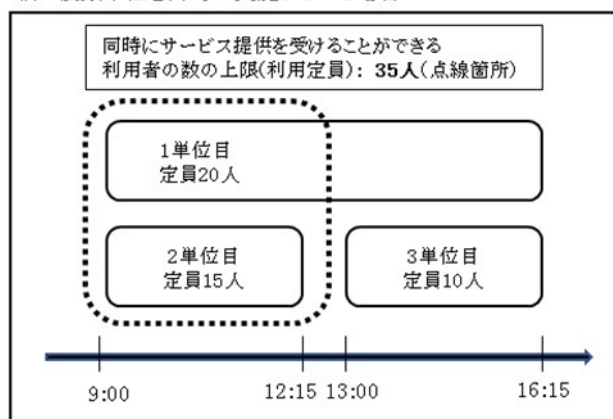 同時にサービス提供を受けることができる
利用者の数の上限(利用定員): 35人(点線箇所)
1単位目
定員20人
2単位目
定員15人
3単位目
定員10人
9:00
12:15
13:00
16:15